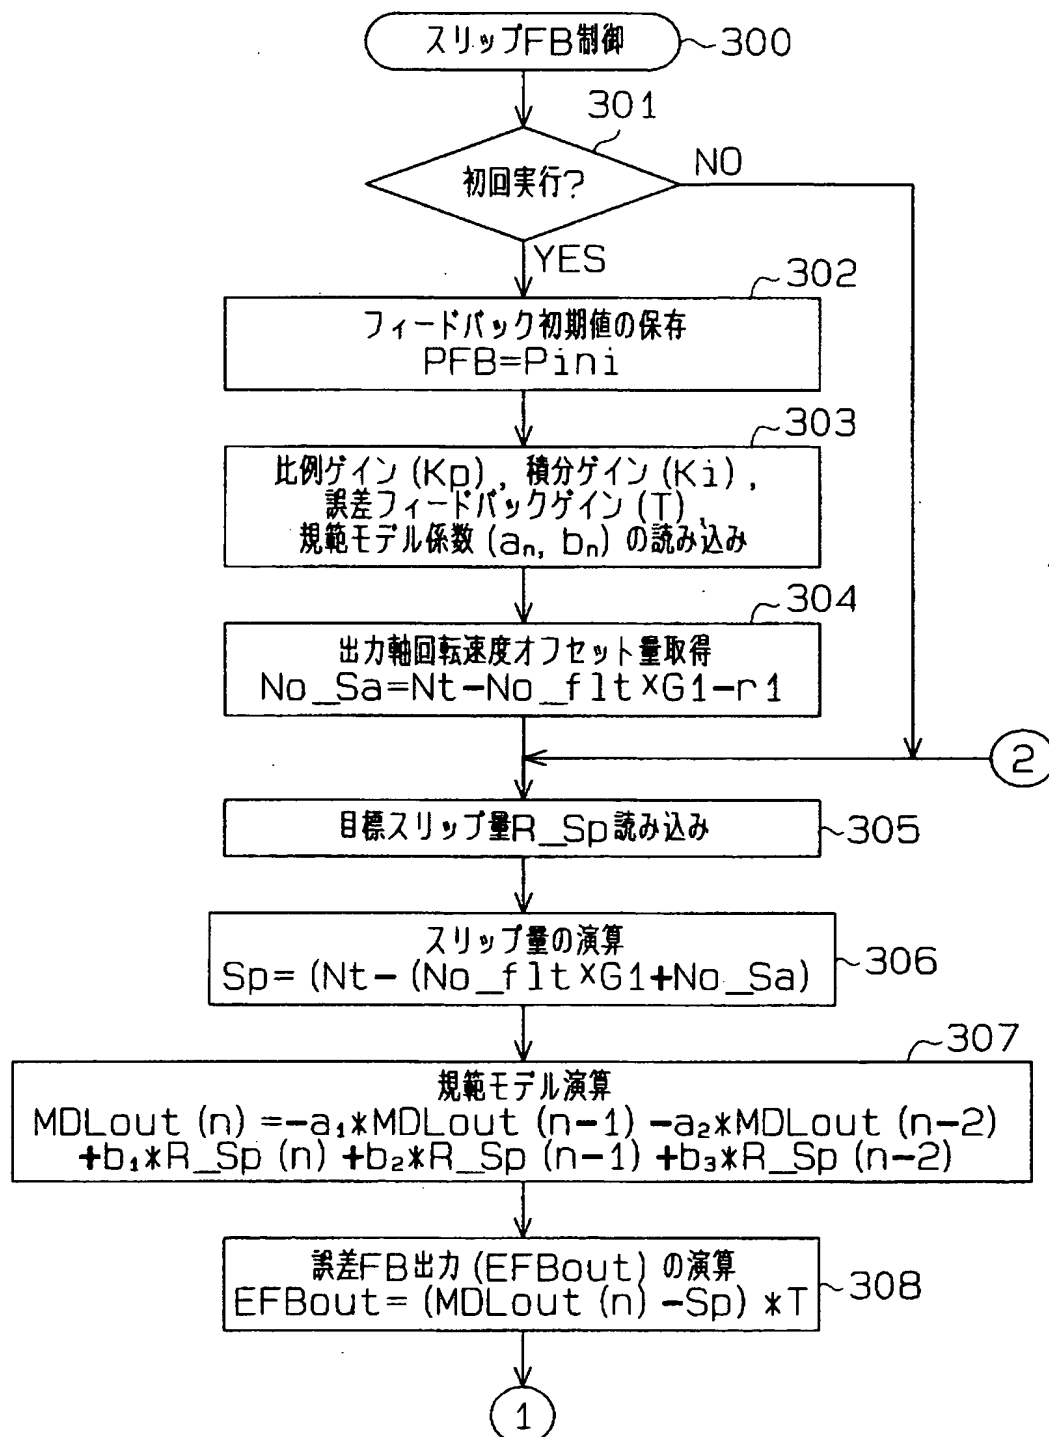 スリップFB制御
300
301
初回実行?
NO
YES
302
フィードバック初期値の保存
PFB=Pini
303
比例ゲイン(Kp), 積分ゲイン(Ki),
誤差フィードバックゲイン(T),
規範モデル係数(an, bn)の読み込み
304
出力軸回転速度オフセット量取得
No_Sa=Nt-No_flt×G1-r1
2
目標スリップ量R_Sp読み込み
305
スリップ量の演算
Sp=(Nt-(No_flt×G1+No_Sa)
306
307
規範モデル演算
MDLout(n)=-a₁*MDLout(n-1)-a₂*MDLout(n-2)
+b₁*R_Sp(n)+b₂*R_Sp(n-1)+b₃*R_Sp(n-2)
誤差FB出力(EFBout)の演算
EFBout=(MDLout(n)-Sp)*T
308
1